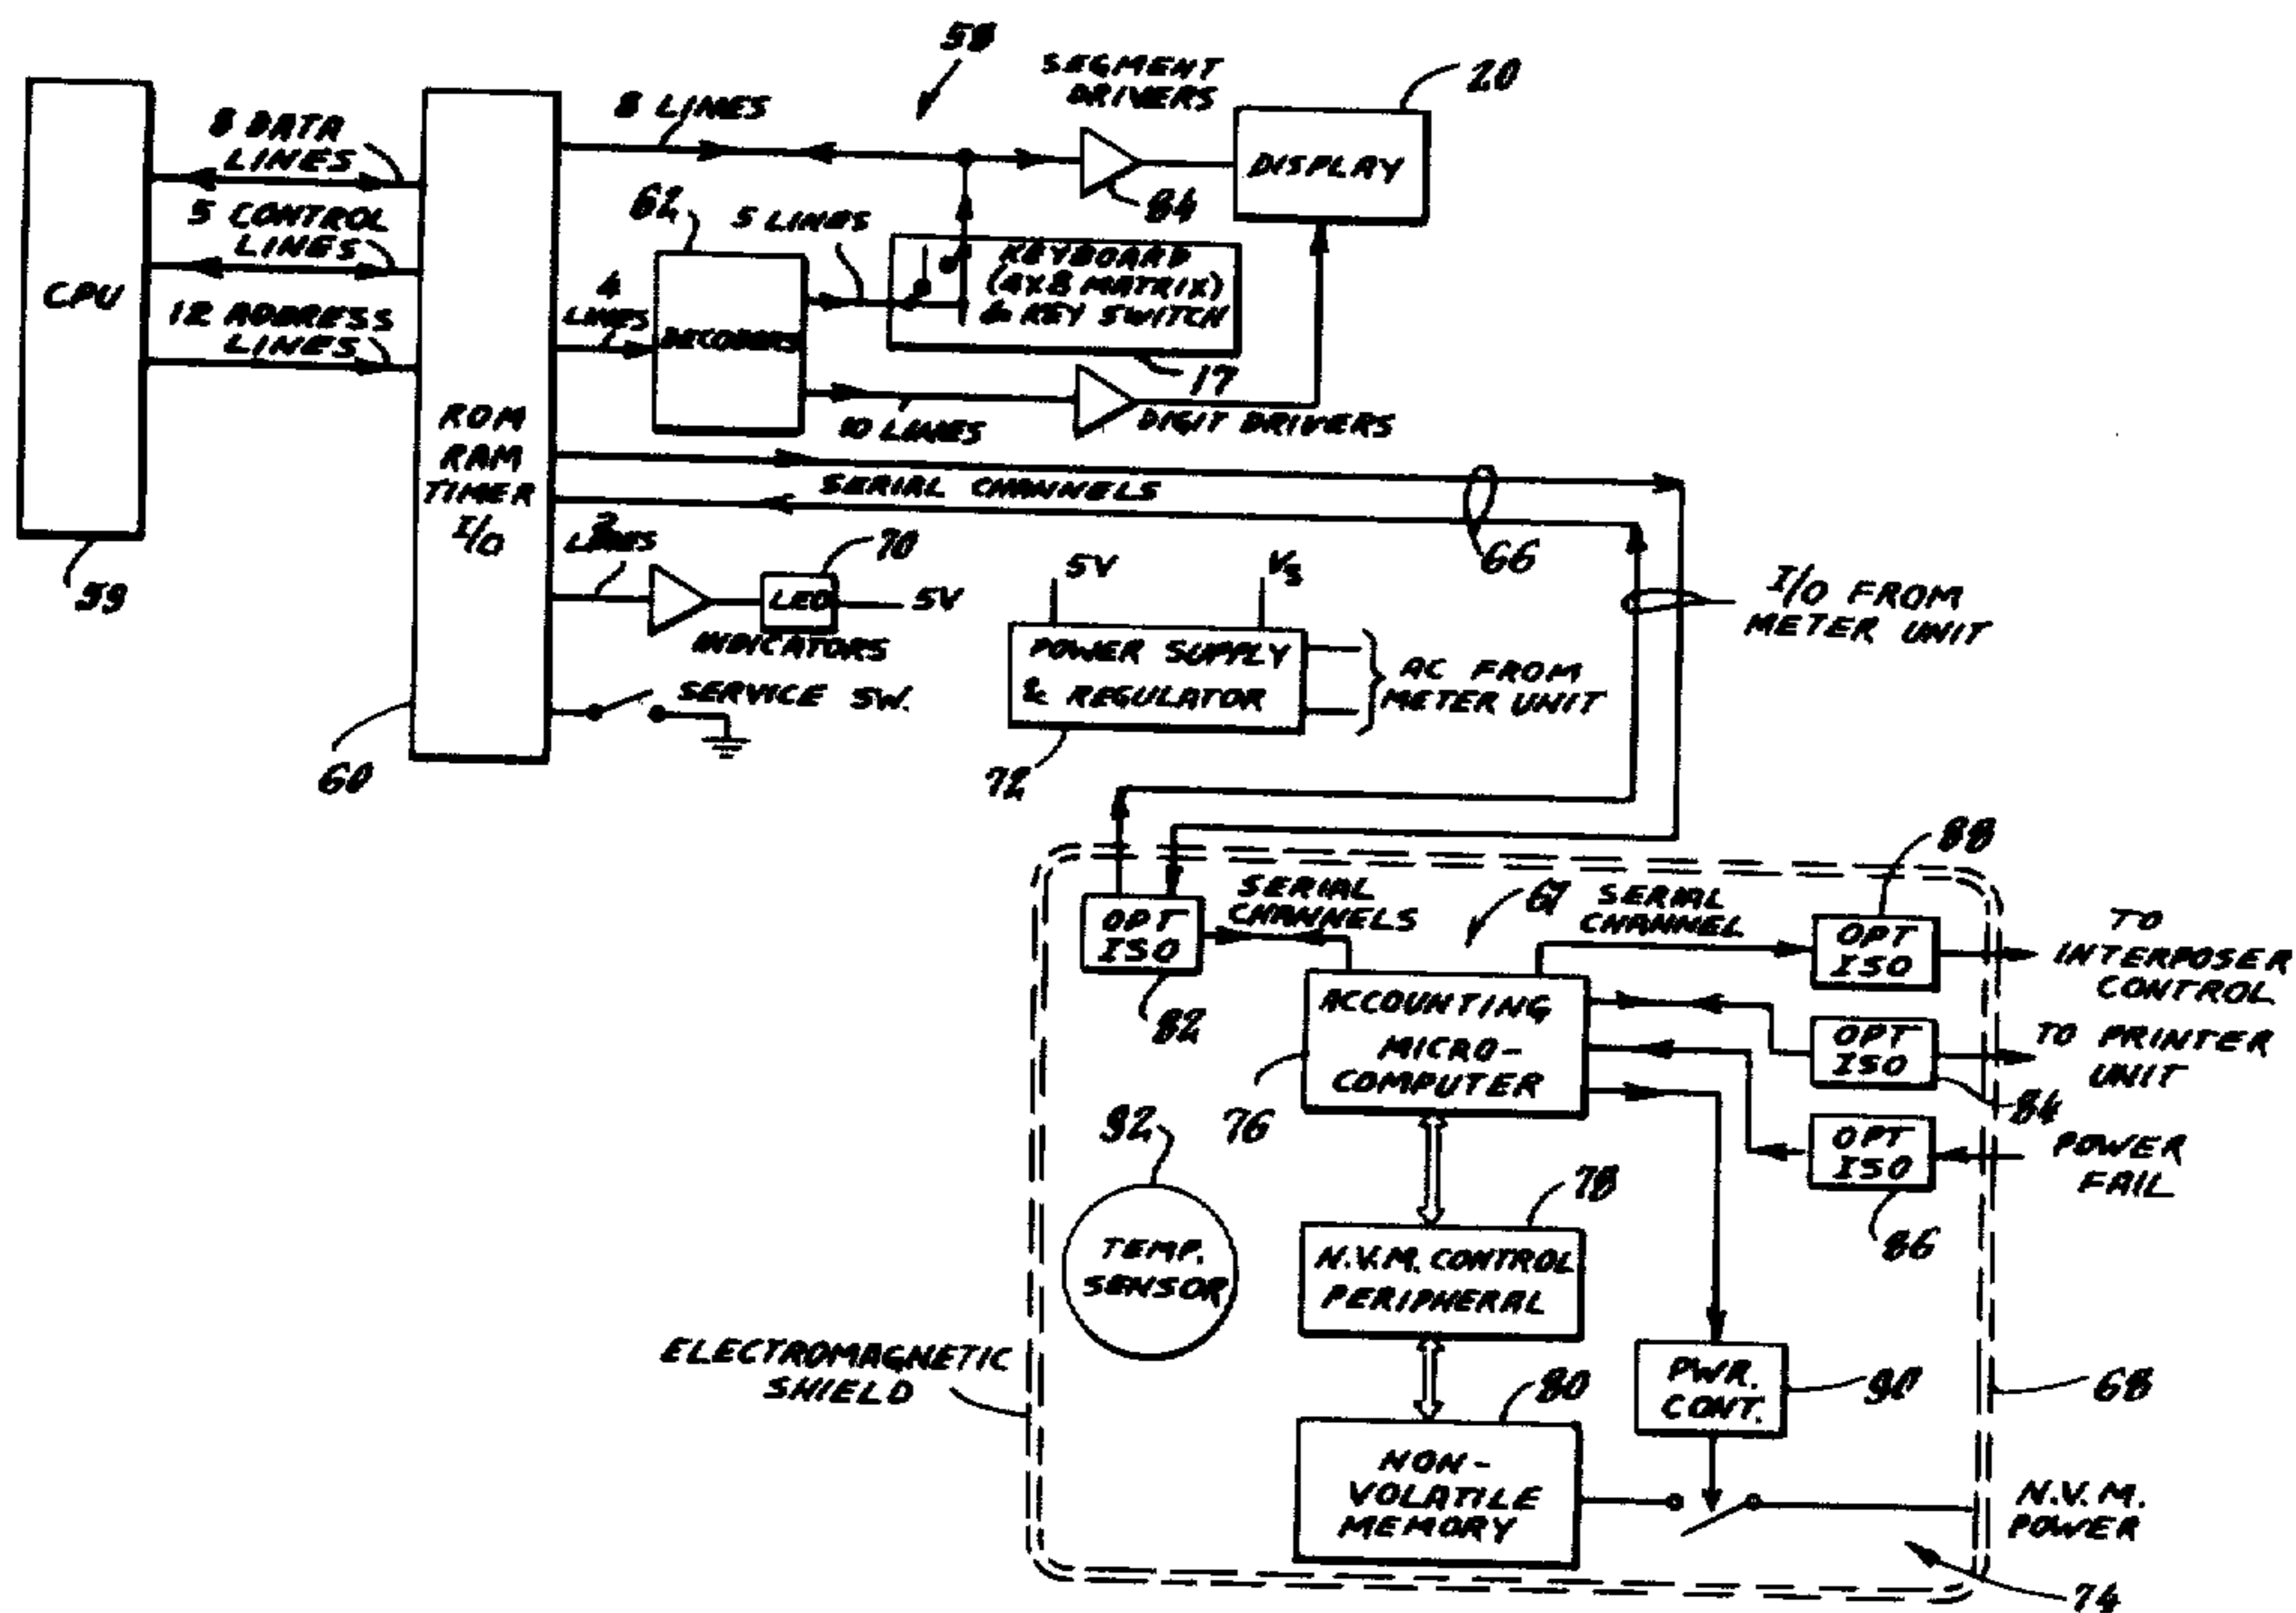 50
SEGMENT
DRIVERS
20
8 LINES
8 DATA
LINES
DISPLAY
62
5 LINES
84
5 CONTROL
LINES
KEYBOARD
(4X8 MATRIX)
& KEY SWITCH
4
LINES
CPU
12 ADDRESS
LINES
DECODERS
17
10 LINES
DIGIT DRIVERS
ROM
RAM
TIMER
I/O
SERIAL CHANNELS
66
LINES
70
LED
5V
INDICATORS
59
5V
VS
I/O FROM
METER UNIT
POWER SUPPLY
& REGULATOR
AC FROM
METER UNIT
SERVICE SW.
60
72
88
SERIAL
CHANNELS
SERIAL
CHANNEL
OPT
ISO
82
OPT
ISO
TO
INTERPOSER
CONTROL
ACCOUNTING
MICRO-
COMPUTER
76
OPT
ISO
TO PRINTER
UNIT
84
OPT
ISO
POWER
FAIL
86
92
TEMP.
SENSOR
78
N.V.M. CONTROL
PERIPHERAL
ELECTROMAGNETIC
SHIELD
80
PWR.
CONT.
90
68
NON-
VOLATILE
MEMORY
N.V.M.
POWER
74